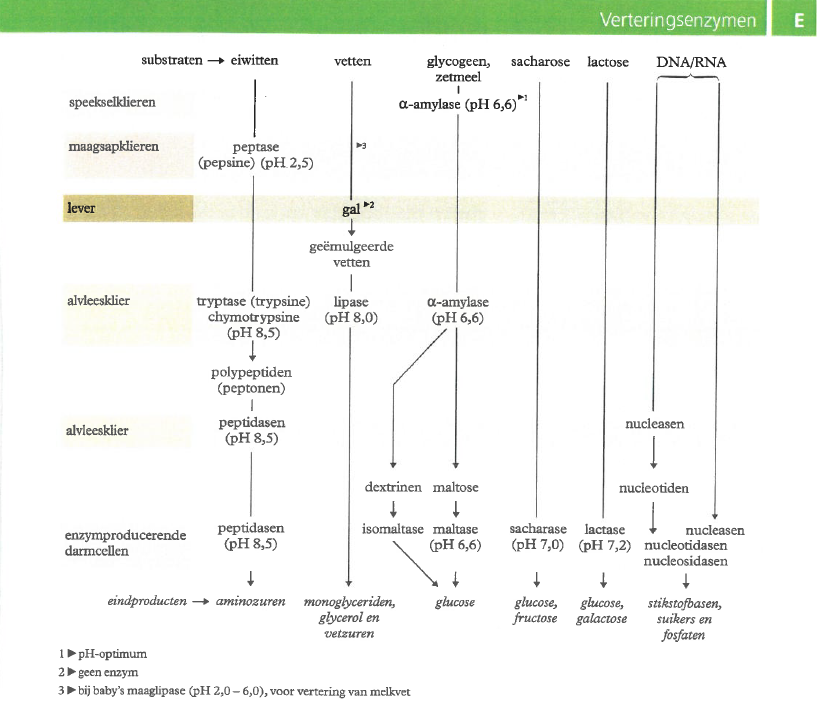 Verteringsenzymen E
substraten → eiwitten vetten glycogeen, sacharose lactose DNA/RNA
zetmeel
speekselklieren α-amylase (pH 6,6)►1
maagsapklieren peptase ►3
(pepsine) (pH 2,5)
lever gal ►2
geëmulgeerde
vetten
alvleesklier tryptase (trypsine) lipase α-amylase
chymotrypsine (pH 8,0) (pH 6,6)
(pH 8,5)
polypeptiden
(peptonen)
alvleesklier peptidasen nucleasen
(pH 8,5)
dextrinen maltose nucleotiden
enzymproducerende peptidasen isomaltase maltase sacharase lactase nucleasen
darmcellen (pH 8,5) (pH 6,6) (pH 7,0) (pH 7,2) nucleotidasen
nucleosidasen
eindproducten → aminozuren monoglyceriden, glucose glucose, glucose, stikstofbasen,
glycerol en fructose galactose suikers en
vetzuren fosfaten
1 ► pH-optimum
2 ► geen enzym
3 ► bij baby's maaglipase (pH 2,0 – 6,0), voor vertering van melkvet